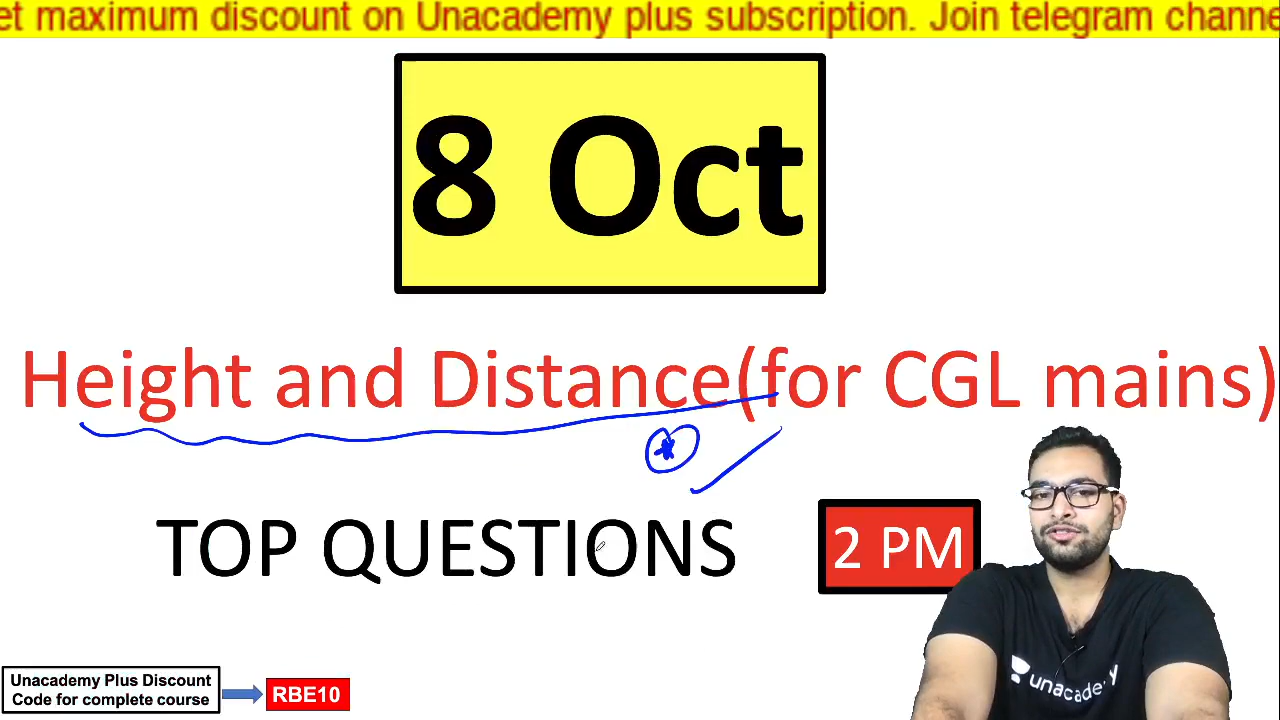 et maximum discount on Unacademy plus subscription. Join telegram channe
8 Oct
Height and Distance(for CGL mains)
TOP QUESTIONS
2 PM
unacademy
Unacademy Plus Discount
Code for complete course
RBE10